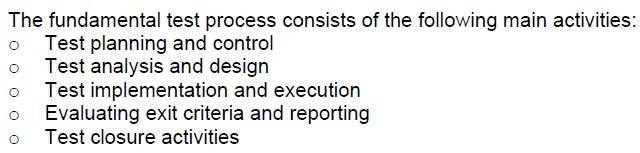 The fundamental test process consists of the following main activities:
o Test planning and control
o Test analysis and design
o Test implementation and execution
o Evaluating exit criteria and reporting
o Test closure activities